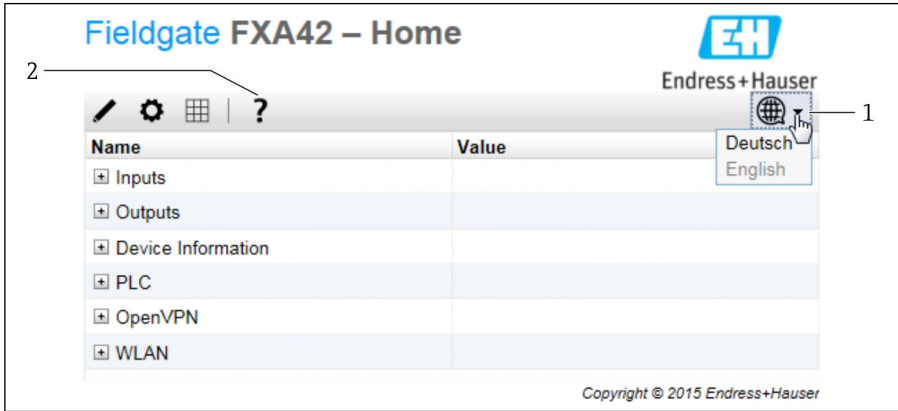 Fieldgate FXA42 – Home
EH
Endress+Hauser
2
?
1
Name Value
Deutsch
English
Inputs
Outputs
Device Information
PLC
OpenVPN
WLAN
Copyright © 2015 Endress+Hauser